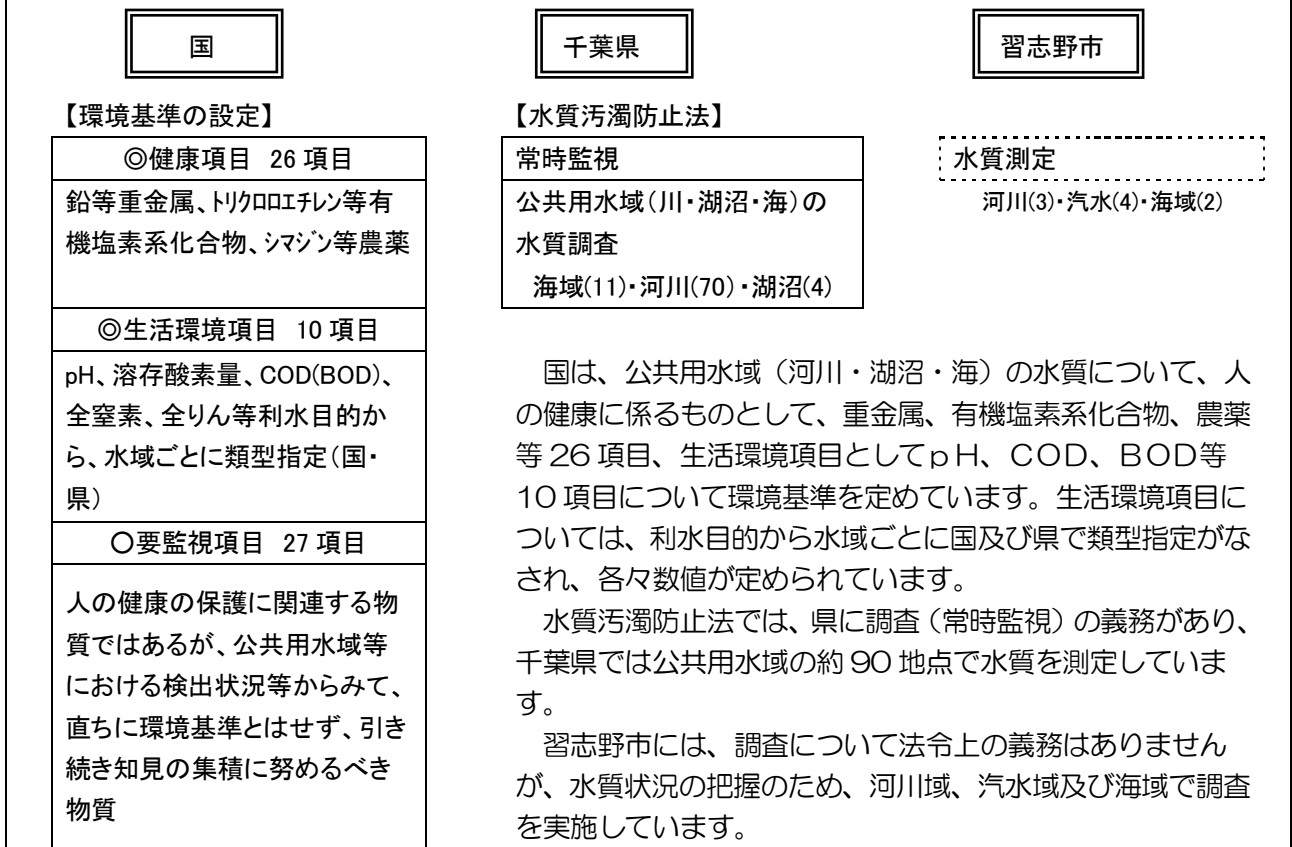 国
千葉県
習志野市
【環境基準の設定】
◎健康項目 26項目
鉛等重金属、ﾄﾘｸﾛﾛｴﾁﾚﾝ等有
機塩素系化合物、ｼﾏｼﾞﾝ等農薬
◎生活環境項目 10項目
pH、溶存酸素量、COD(BOD)、
全窒素、全りん等利水目的か
ら、水域ごとに類型指定(国・
県)
○要監視項目 27項目
人の健康の保護に関連する物
質ではあるが、公共用水域等
における検出状況等からみて、
直ちに環境基準とはせず、引き
続き知見の集積に努めるべき
物質
【水質汚濁防止法】
常時監視
公共用水域(川・湖沼・海)の
水質調査
海域(11)・河川(70)・湖沼(4)
水質測定
河川(3)・汽水(4)・海域(2)
国は、公共用水域（河川・湖沼・海）の水質について、人
の健康に係るものとして、重金属、有機塩素系化合物、農薬
等26項目、生活環境項目としてｐＨ、ＣＯＤ、ＢＯＤ等
10項目について環境基準を定めています。生活環境項目に
ついては、利水目的から水域ごとに国及び県で類型指定がな
され、各々数値が定められています。
水質汚濁防止法では、県に調査（常時監視）の義務があり、
千葉県では公共用水域の約90地点で水質を測定していま
す。
習志野市には、調査について法令上の義務はありません
が、水質状況の把握のため、河川域、汽水域及び海域で調査
を実施しています。